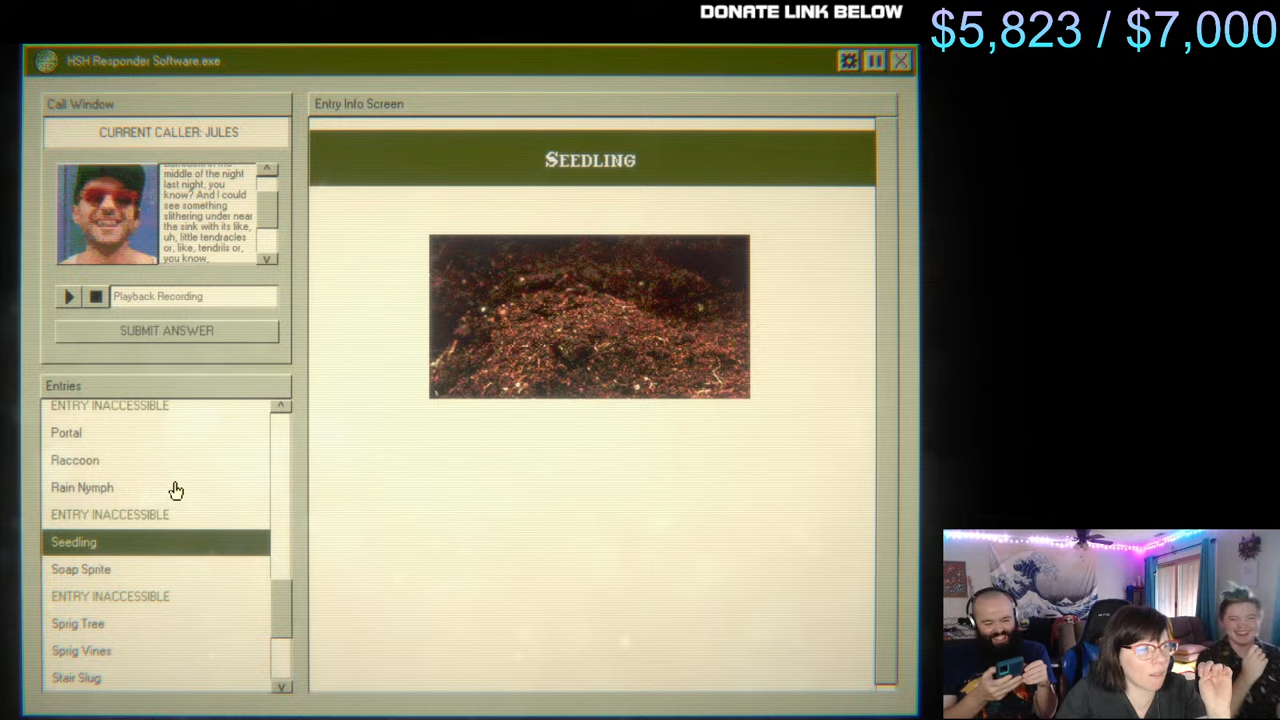 DONATE LINK BELOW
$5,823 / $7,000
HSH Responder Software.exe
Call Window
CURRENT CALLER: JULES
middle of the night
last night, you
know? And I could
see something
slithering under near
the sink with its like,
uh, little tendracles
or, like, tendrils or,
you know,
Playback Recording
SUBMIT ANSWER
Entries
ENTRY INACCESSIBLE
Portal
Raccoon
Rain Nymph
ENTRY INACCESSIBLE
Seedling
Soap Sprite
ENTRY INACCESSIBLE
Sprig Tree
Sprig Vines
Stair Slug
Entry Info Screen
SEEDLING